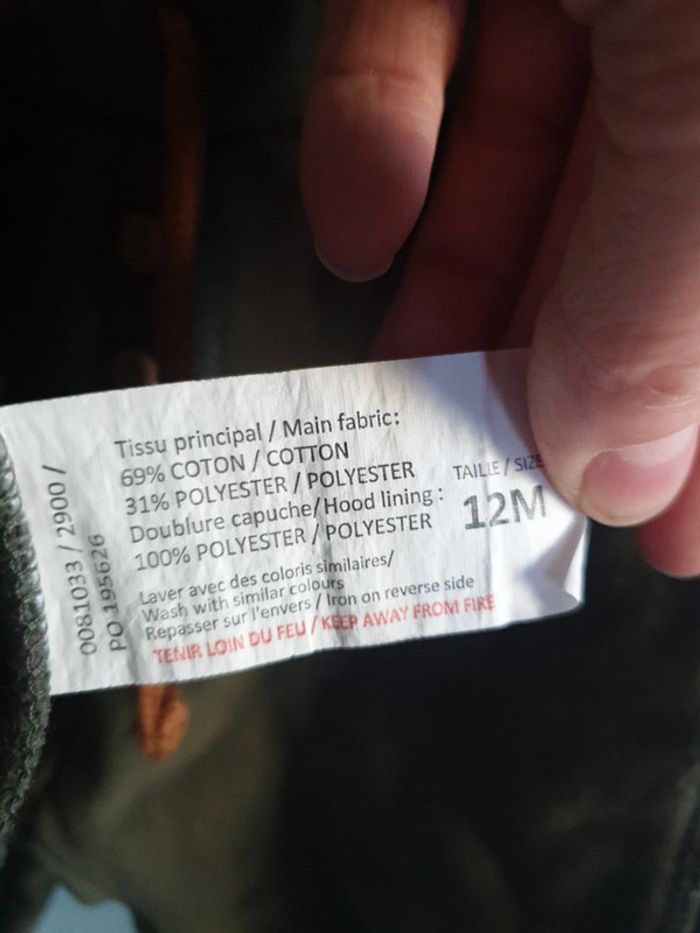 Tissu principal / Main fabric:
69% COTON / COTTON
31% POLYESTER / POLYESTER
Doublure capuche/Hood lining :
100% POLYESTER / POLYESTER
TAILLE / SIZE
12M
Laver avec des coloris similaires/
Wash with similar colours
Repasser sur l'envers / Iron on reverse side
TENIR LOIN DU FEU / KEEP AWAY FROM FIRE
0081033 / 2900 /
PO 195626